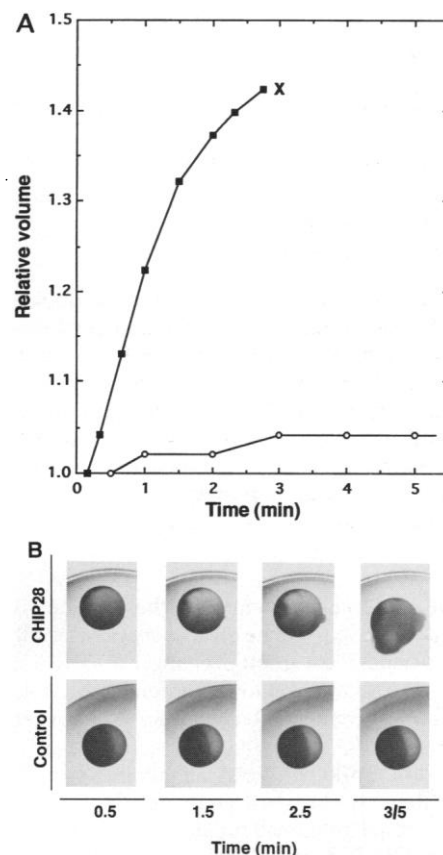 A
Relative volume
1.5
1.4
1.3
1.2
1.1
1.0
X
0 1 2 3 4 5
Time (min)
B
CHIP28
Control
0.5 1.5 2.5 3/5
Time (min)